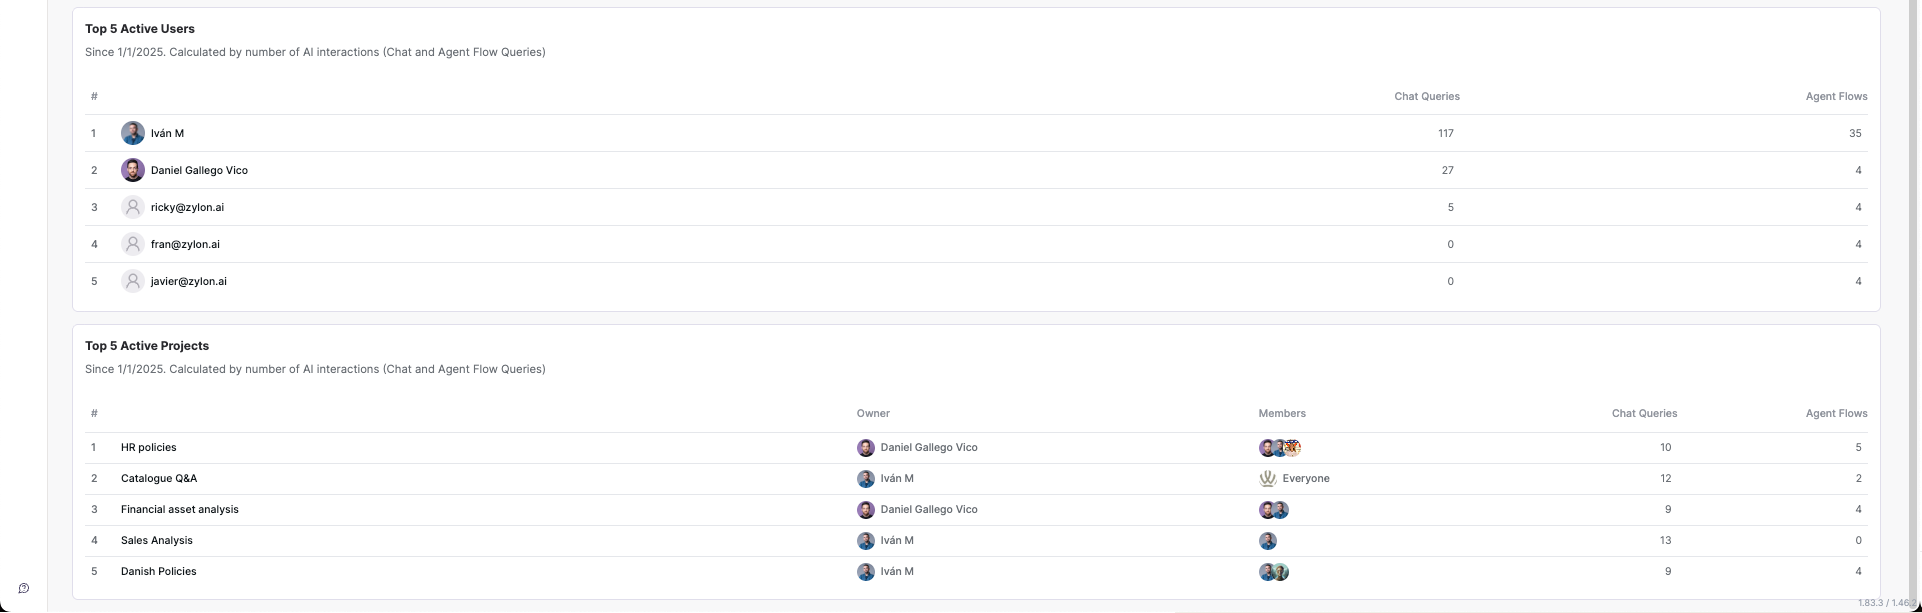 Top 5 Active Users
Since 1/1/2025. Calculated by number of AI interactions (Chat and Agent Flow Queries)
# Chat Queries Agent Flows
1 Iván M 117 35
2 Daniel Gallego Vico 27 4
3 ricky@zylon.ai 5 4
4 fran@zylon.ai 0 4
5 javier@zylon.ai 0 4
Top 5 Active Projects
Since 1/1/2025. Calculated by number of AI interactions (Chat and Agent Flow Queries)
# Owner Members Chat Queries Agent Flows
1 HR policies Daniel Gallego Vico 10 5
2 Catalogue Q&A Iván M Everyone 12 2
3 Financial asset analysis Daniel Gallego Vico 9 4
4 Sales Analysis Iván M 13 0
5 Danish Policies Iván M 9 4
1.83.3 / 1.46.2